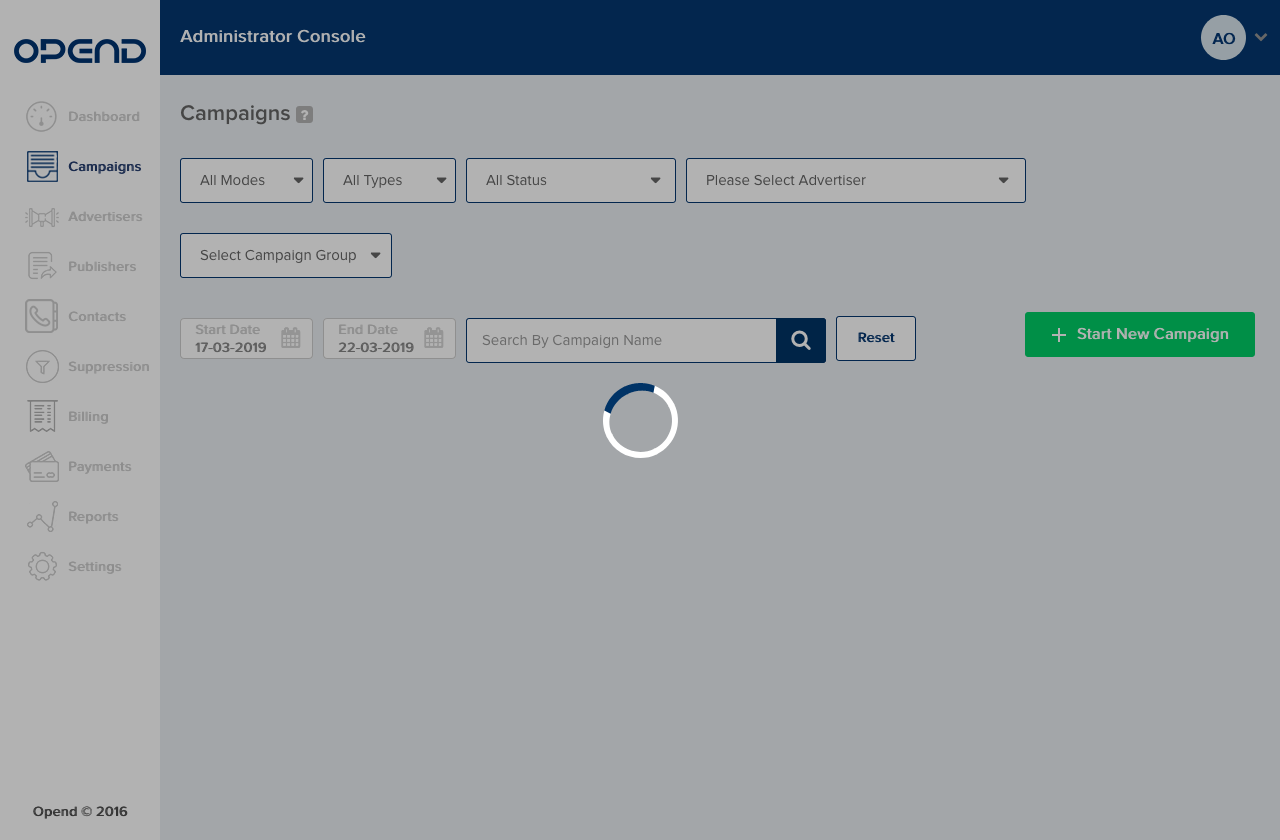 OPEND
Administrator Console
AO
Dashboard
Campaigns
Advertisers
Publishers
Contacts
Suppression
Billing
Payments
Reports
Settings
Opend © 2016
Campaigns ?
All Modes
All Types
All Status
Please Select Advertiser
Select Campaign Group
Start Date
17-03-2019
End Date
22-03-2019
Search By Campaign Name
Reset
Start New Campaign